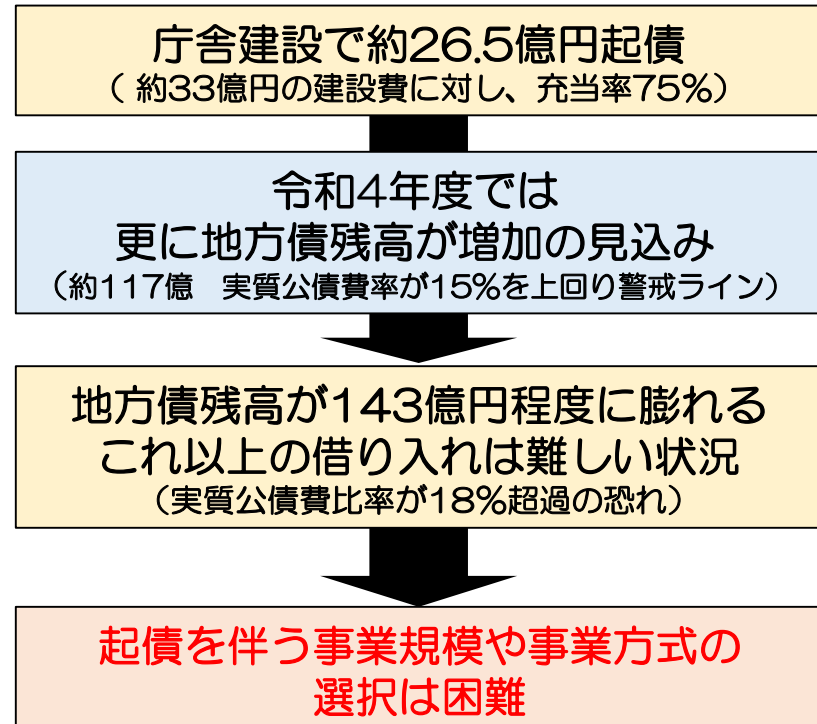 庁舎建設で約26.5億円起債
（ 約33億円の建設費に対し、充当率75%）
令和4年度では
更に地方債残高が増加の見込み
（約117億　実質公債費率が15%を上回り警戒ライン）
地方債残高が143億円程度に膨れる
これ以上の借り入れは難しい状況
（実質公債費比率が18%超過の恐れ）
起債を伴う事業規模や事業方式の
選択は困難